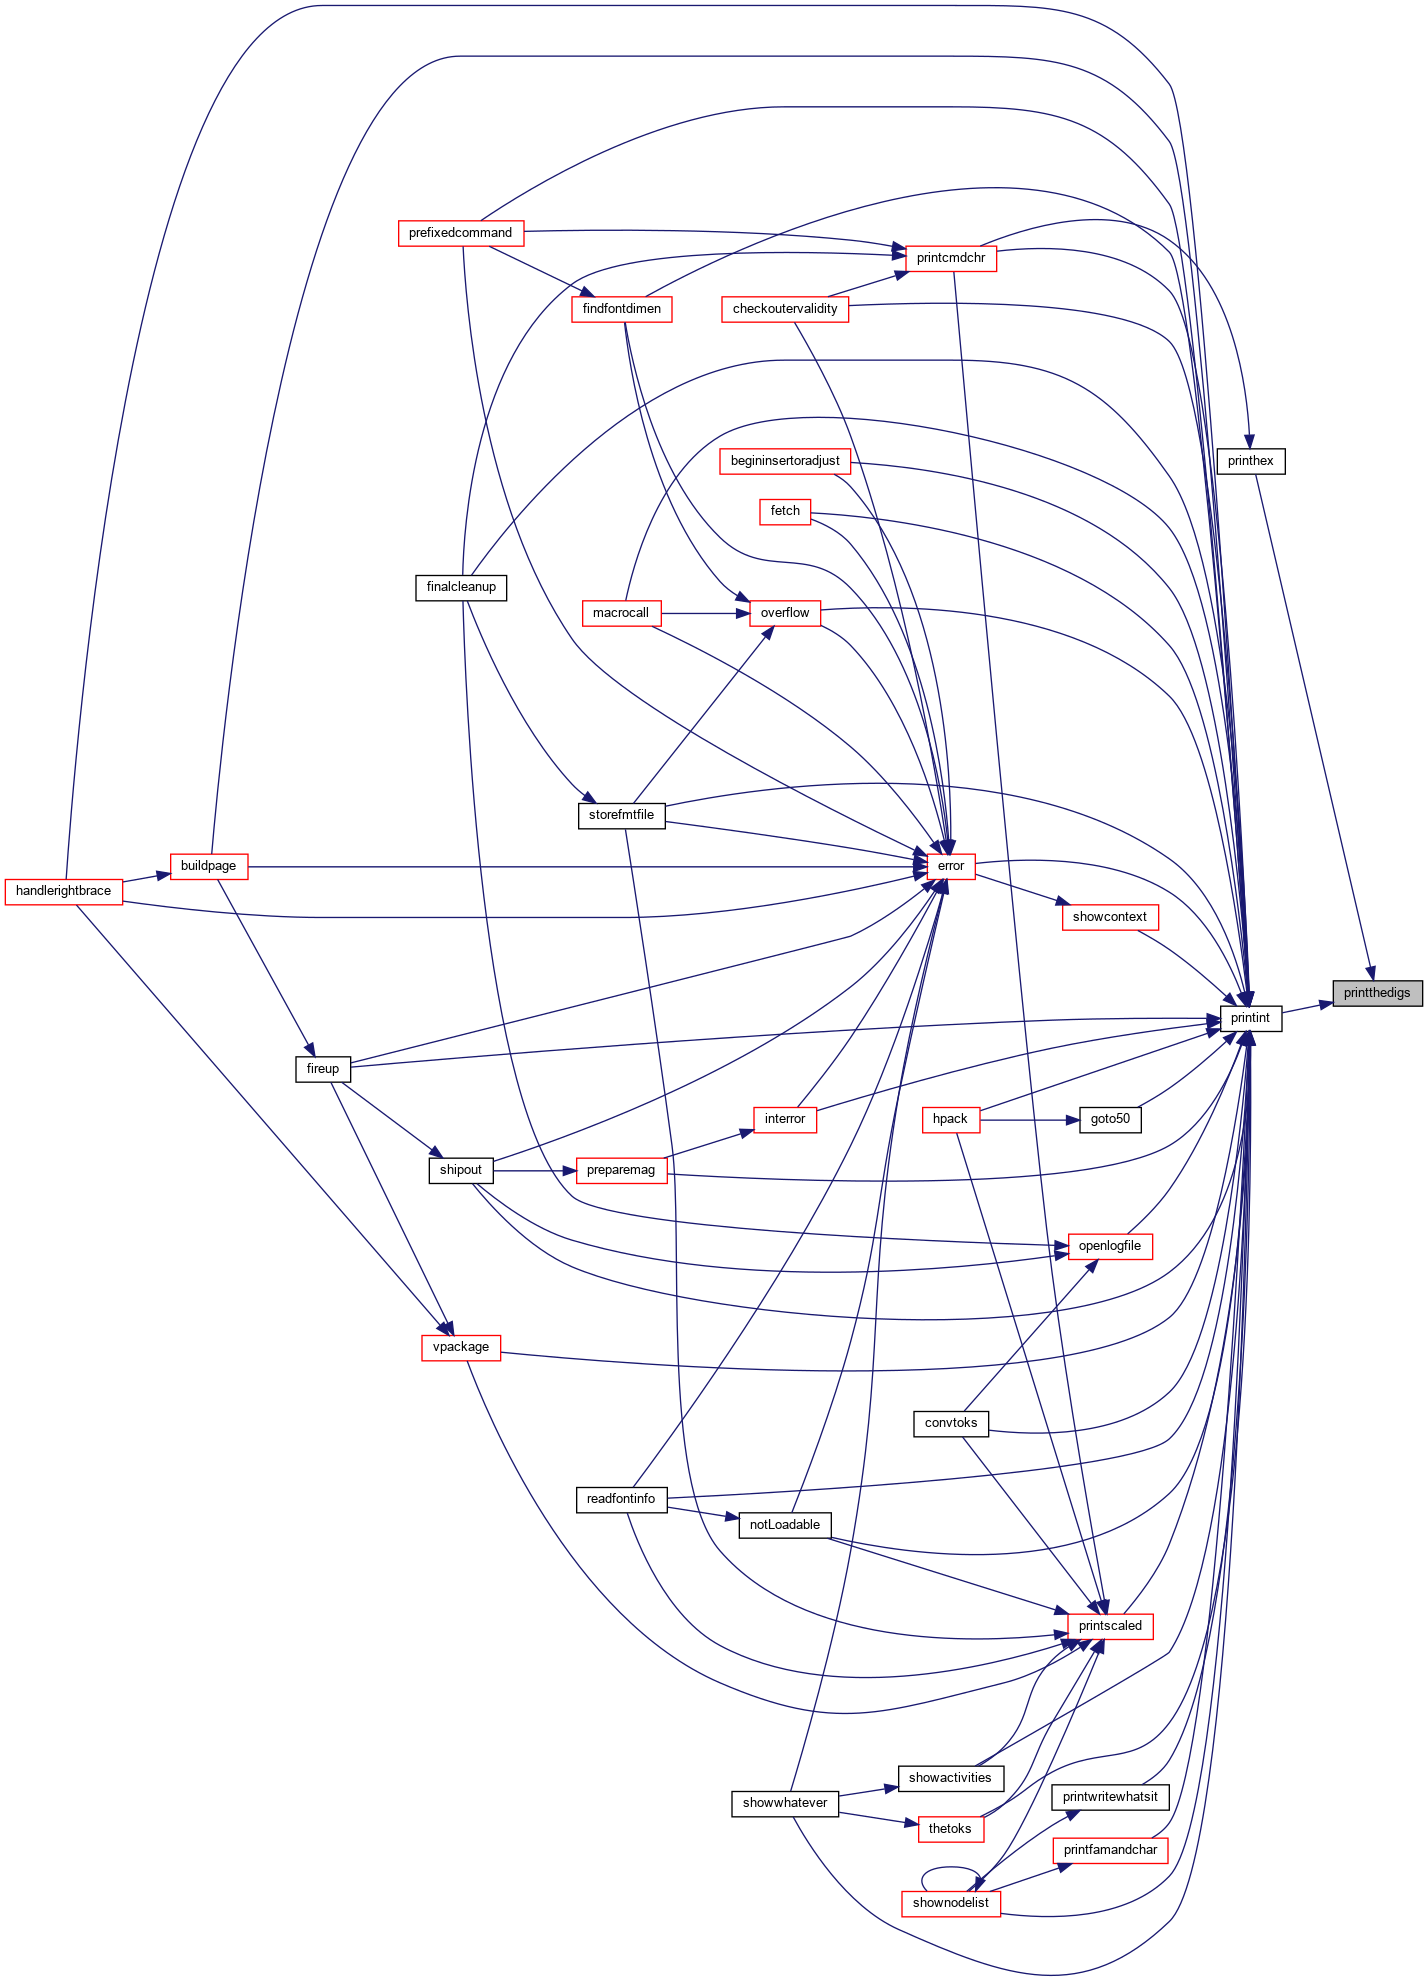 prefixedcommand
printcmdchr
findfontdimen
checkoutervalidity
begininsertoradjust
printhex
fetch
finalcleanup
macrocall
overflow
storefmtfile
buildpage
error
handlerightbrace
showcontext
printthedigs
printint
fireup
interror
hpack
goto50
shipout
preparemag
openlogfile
vpackage
convtoks
readfontinfo
notLoadable
printscaled
showactivities
showwhatever
printwritewhatsit
thetoks
printfamandchar
shownodelist